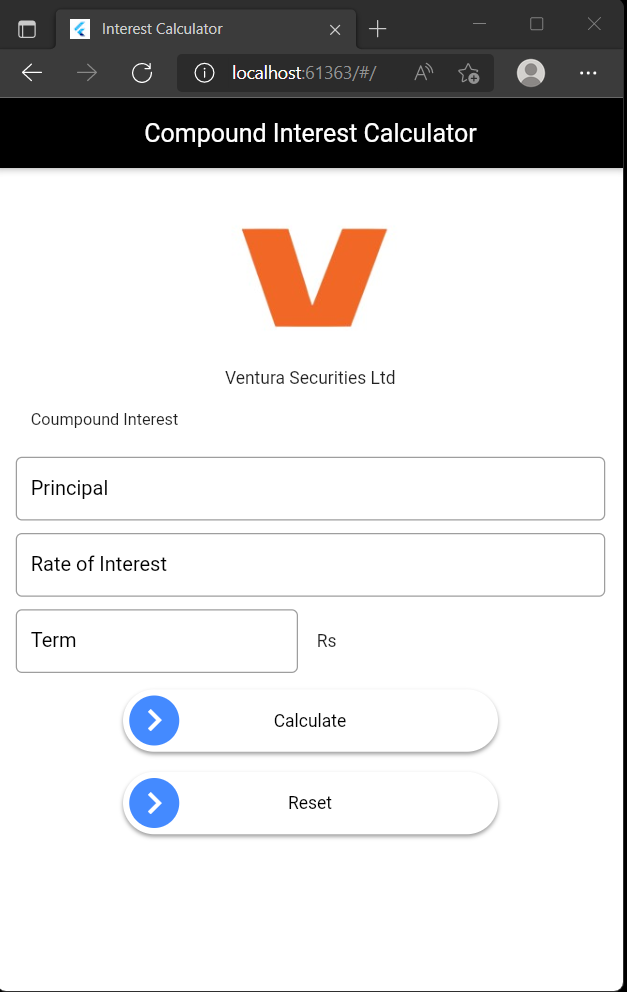 Interest Calculator
localhost:61363/#/
Compound Interest Calculator
V
Ventura Securities Ltd
Coumpound Interest
Principal
Rate of Interest
Term Rs
Calculate
Reset